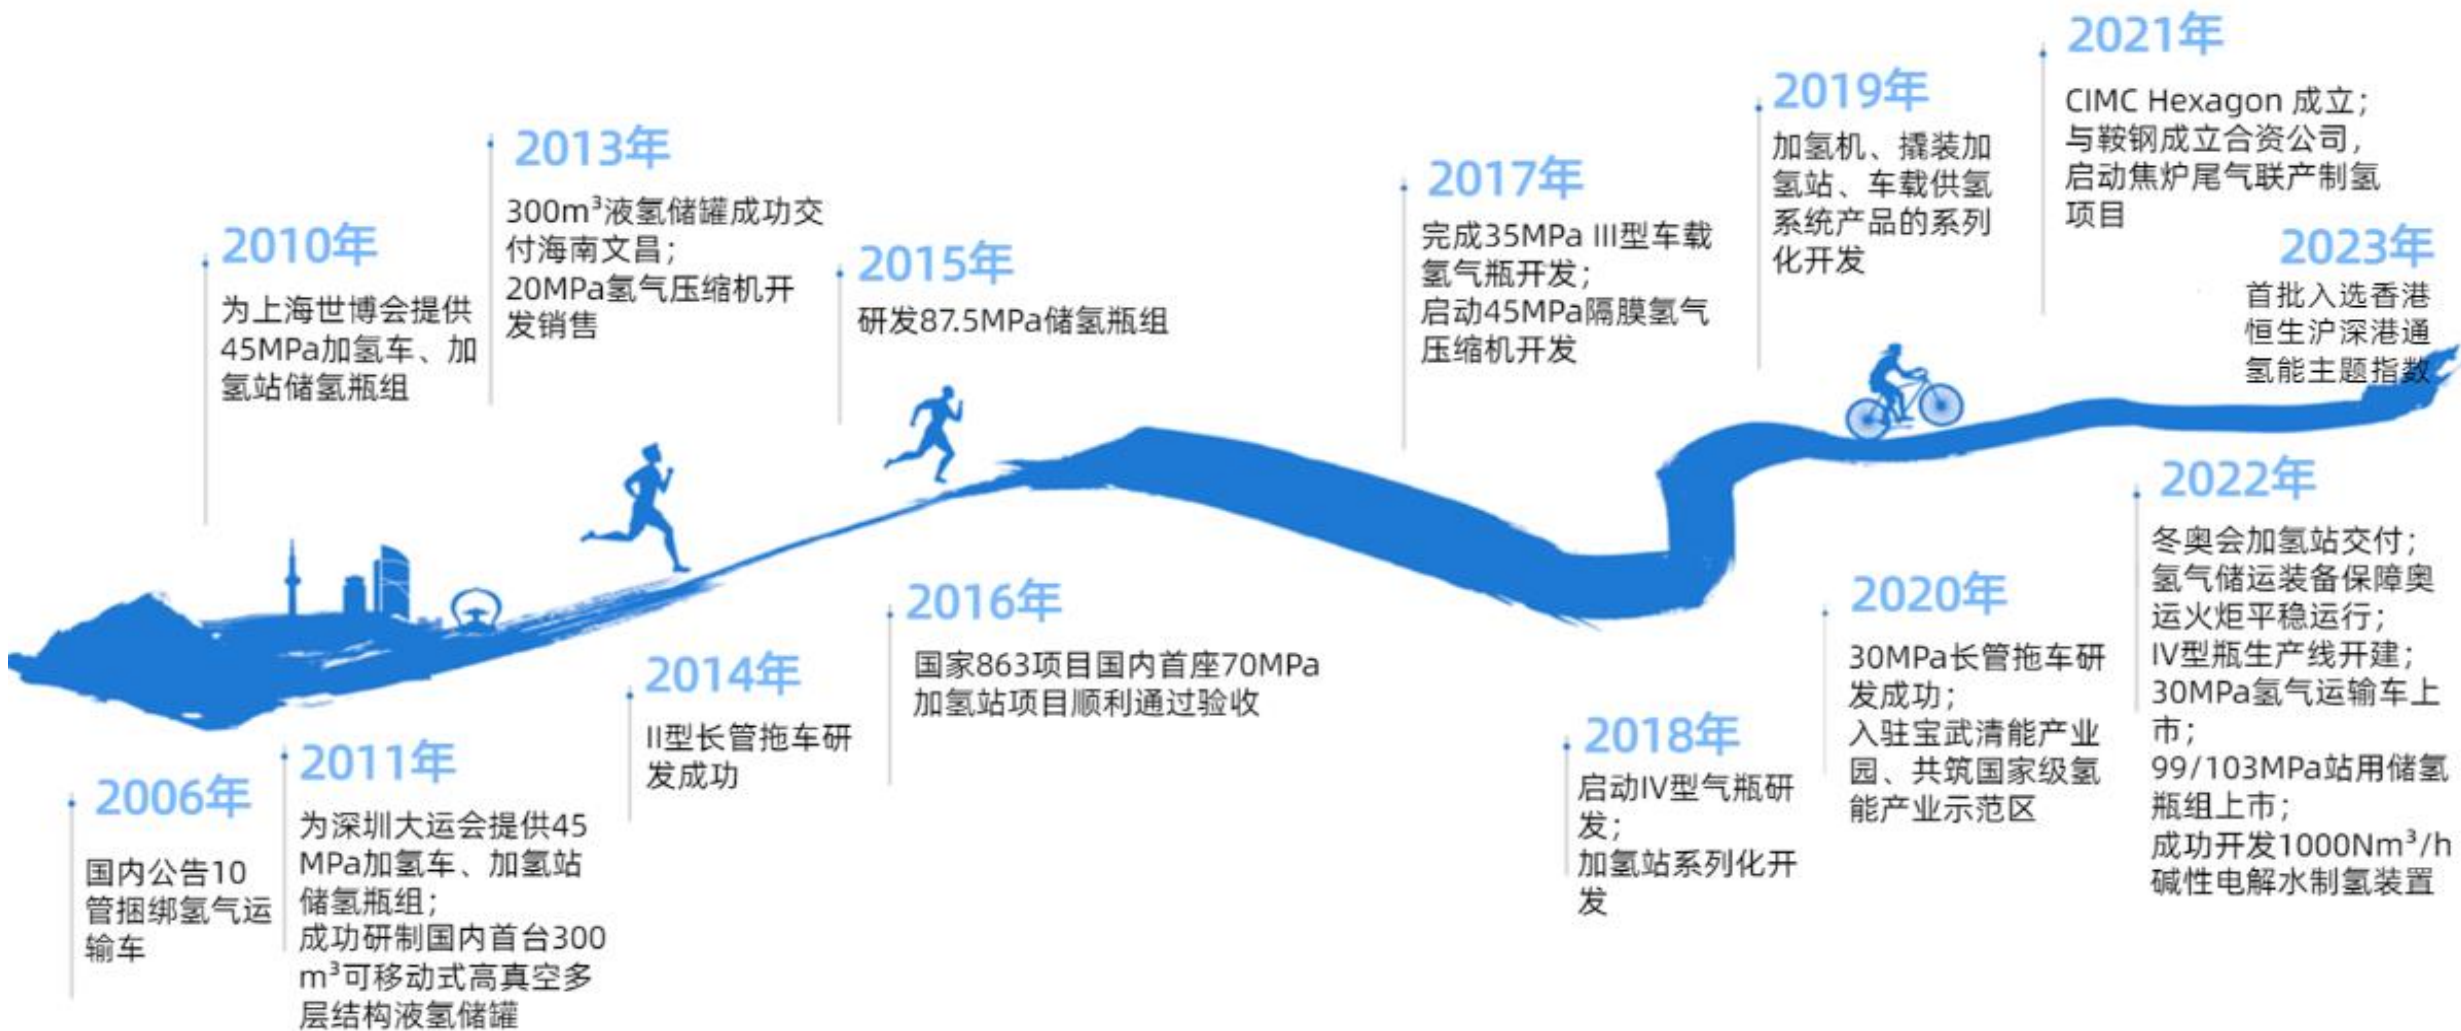 2006年
国内公告10
管捆绑氢气运
输车
2010年
为上海世博会提供
45MPa加氢车、加
氢站储氢瓶组
2011年
为深圳大运会提供45
MPa加氢车、加氢站
储氢瓶组；
成功研制国内首台300
m³可移动式高真空多
层结构液氢储罐
2013年
300m³液氢储罐成功交
付海南文昌；
20MPa氢气压缩机开
发销售
2014年
II型长管拖车研
发成功
2015年
研发87.5MPa储氢瓶组
2016年
国家863项目国内首座70MPa
加氢站项目顺利通过验收
2017年
完成35MPa III型车载
氢气瓶开发；
启动45MPa隔膜氢气
压缩机开发
2018年
启动IV型气瓶研
发；
加氢站系列化开
发
2019年
加氢机、撬装加
氢站、车载供氢
系统产品的系列
化开发
2020年
30MPa长管拖车研
发成功；
入驻宝武清能产业
园、共筑国家级氢
能产业示范区
2021年
CIMC Hexagon 成立；
与鞍钢成立合资公司，
启动焦炉尾气联产制氢
项目
2022年
冬奥会加氢站交付；
氢气储运装备保障奥
运火炬平稳运行；
IV型瓶生产线开建；
30MPa氢气运输车上
市；
99/103MPa站用储氢
瓶组上市；
成功开发1000Nm³/h
碱性电解水制氢装置
2023年
首批入选香港
恒生沪深港通
氢能主题指数